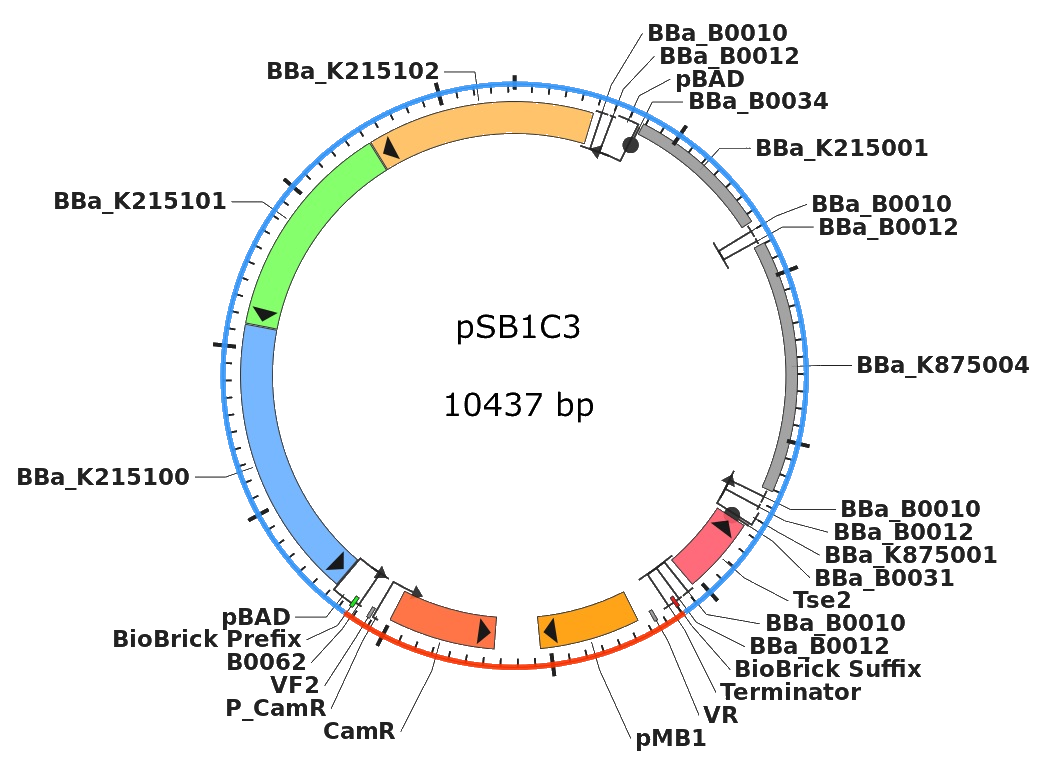 BBa_B0010
BBa_B0012
BBa_K215102
pBAD
BBa_B0034
BBa_K215001
BBa_K215101
BBa_B0010
BBa_B0012
pSB1C3
BBa_K875004
10437 bp
BBa_K215100
BBa_B0010
BBa_B0012
BBa_K875001
BBa_B0031
Tse2
pBAD
BBa_B0010
BioBrick Prefix
BBa_B0012
B0062
BioBrick Suffix
VF2
Terminator
P_CamR
VR
CamR
pMB1